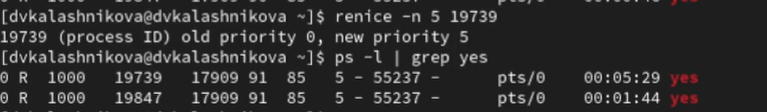 [dvkalashnikova@dvkalashnikova ~]$ renice -n 5 19739
19739 (process ID) old priority 0, new priority 5
[dvkalashnikova@dvkalashnikova ~]$ ps -l | grep yes
0 R  1000   19739   17909 91  85   5 - 55237 -      pts/0    00:05:29 yes
0 R  1000   19847   17909 91  85   5 - 55237 -      pts/0    00:01:44 yes